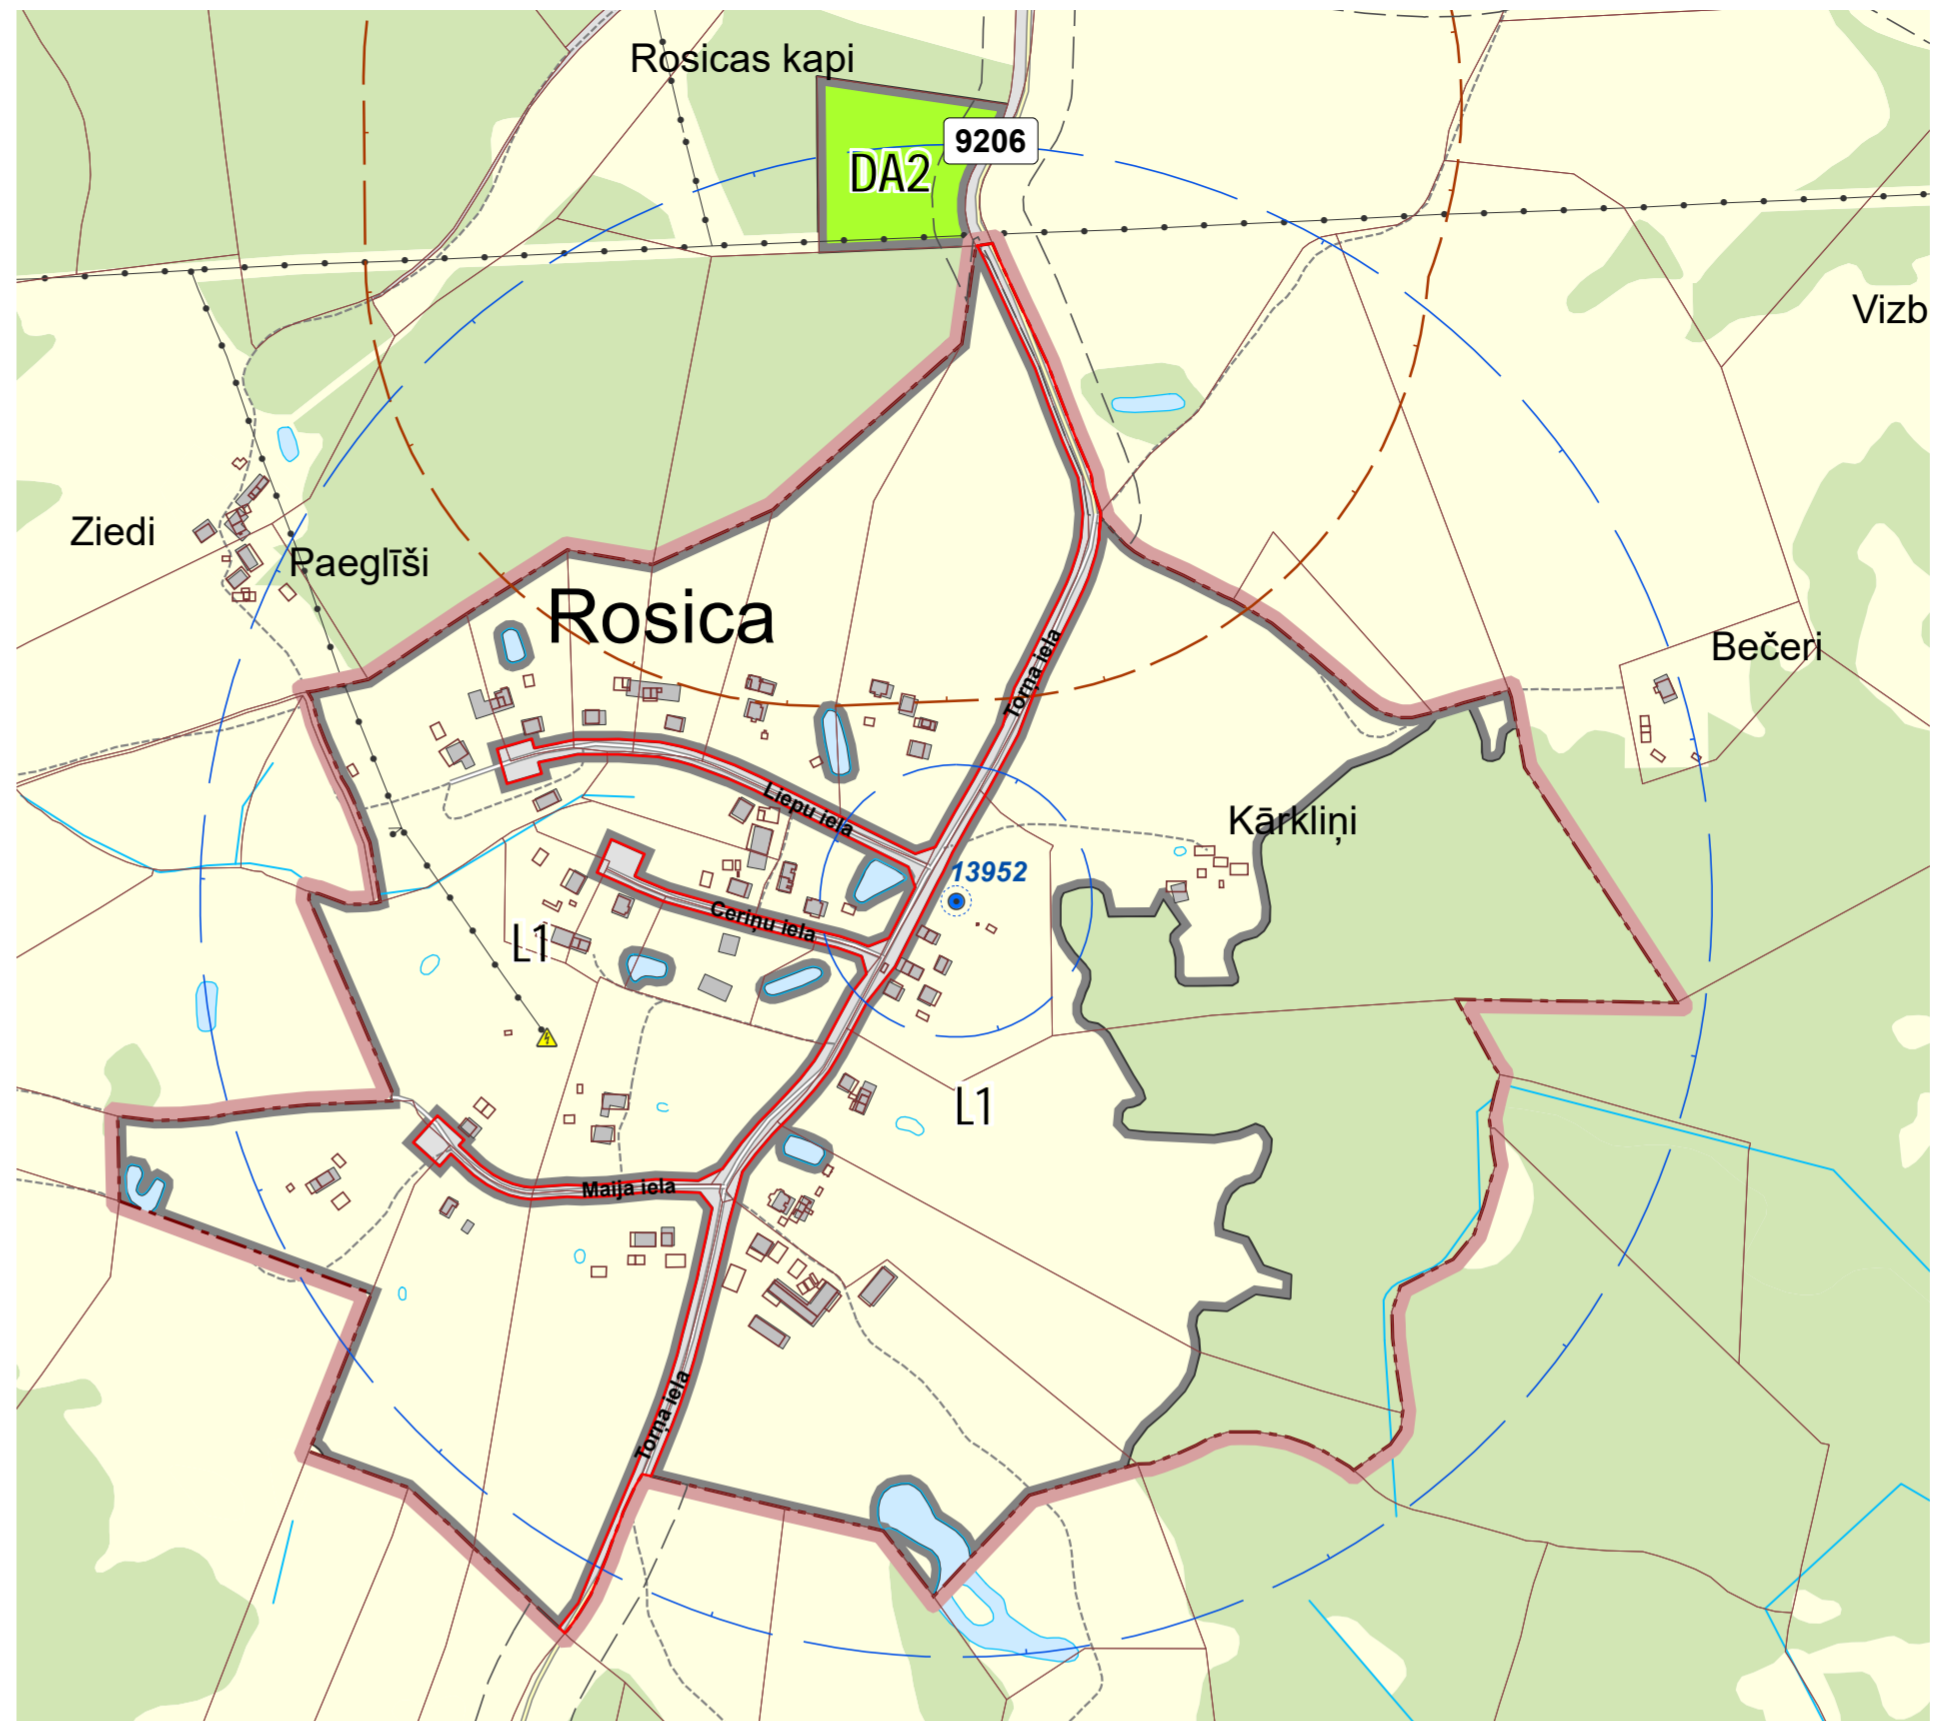 Rosicas kapi
9206
DA2
Vizb
Ziedi
Paeglīši
Rosica
Torņa iela
Bečeri
Liepu iela
Kārkliņi
13952
Ceriņu iela
L1
L1
Maija iela
Torņa iela